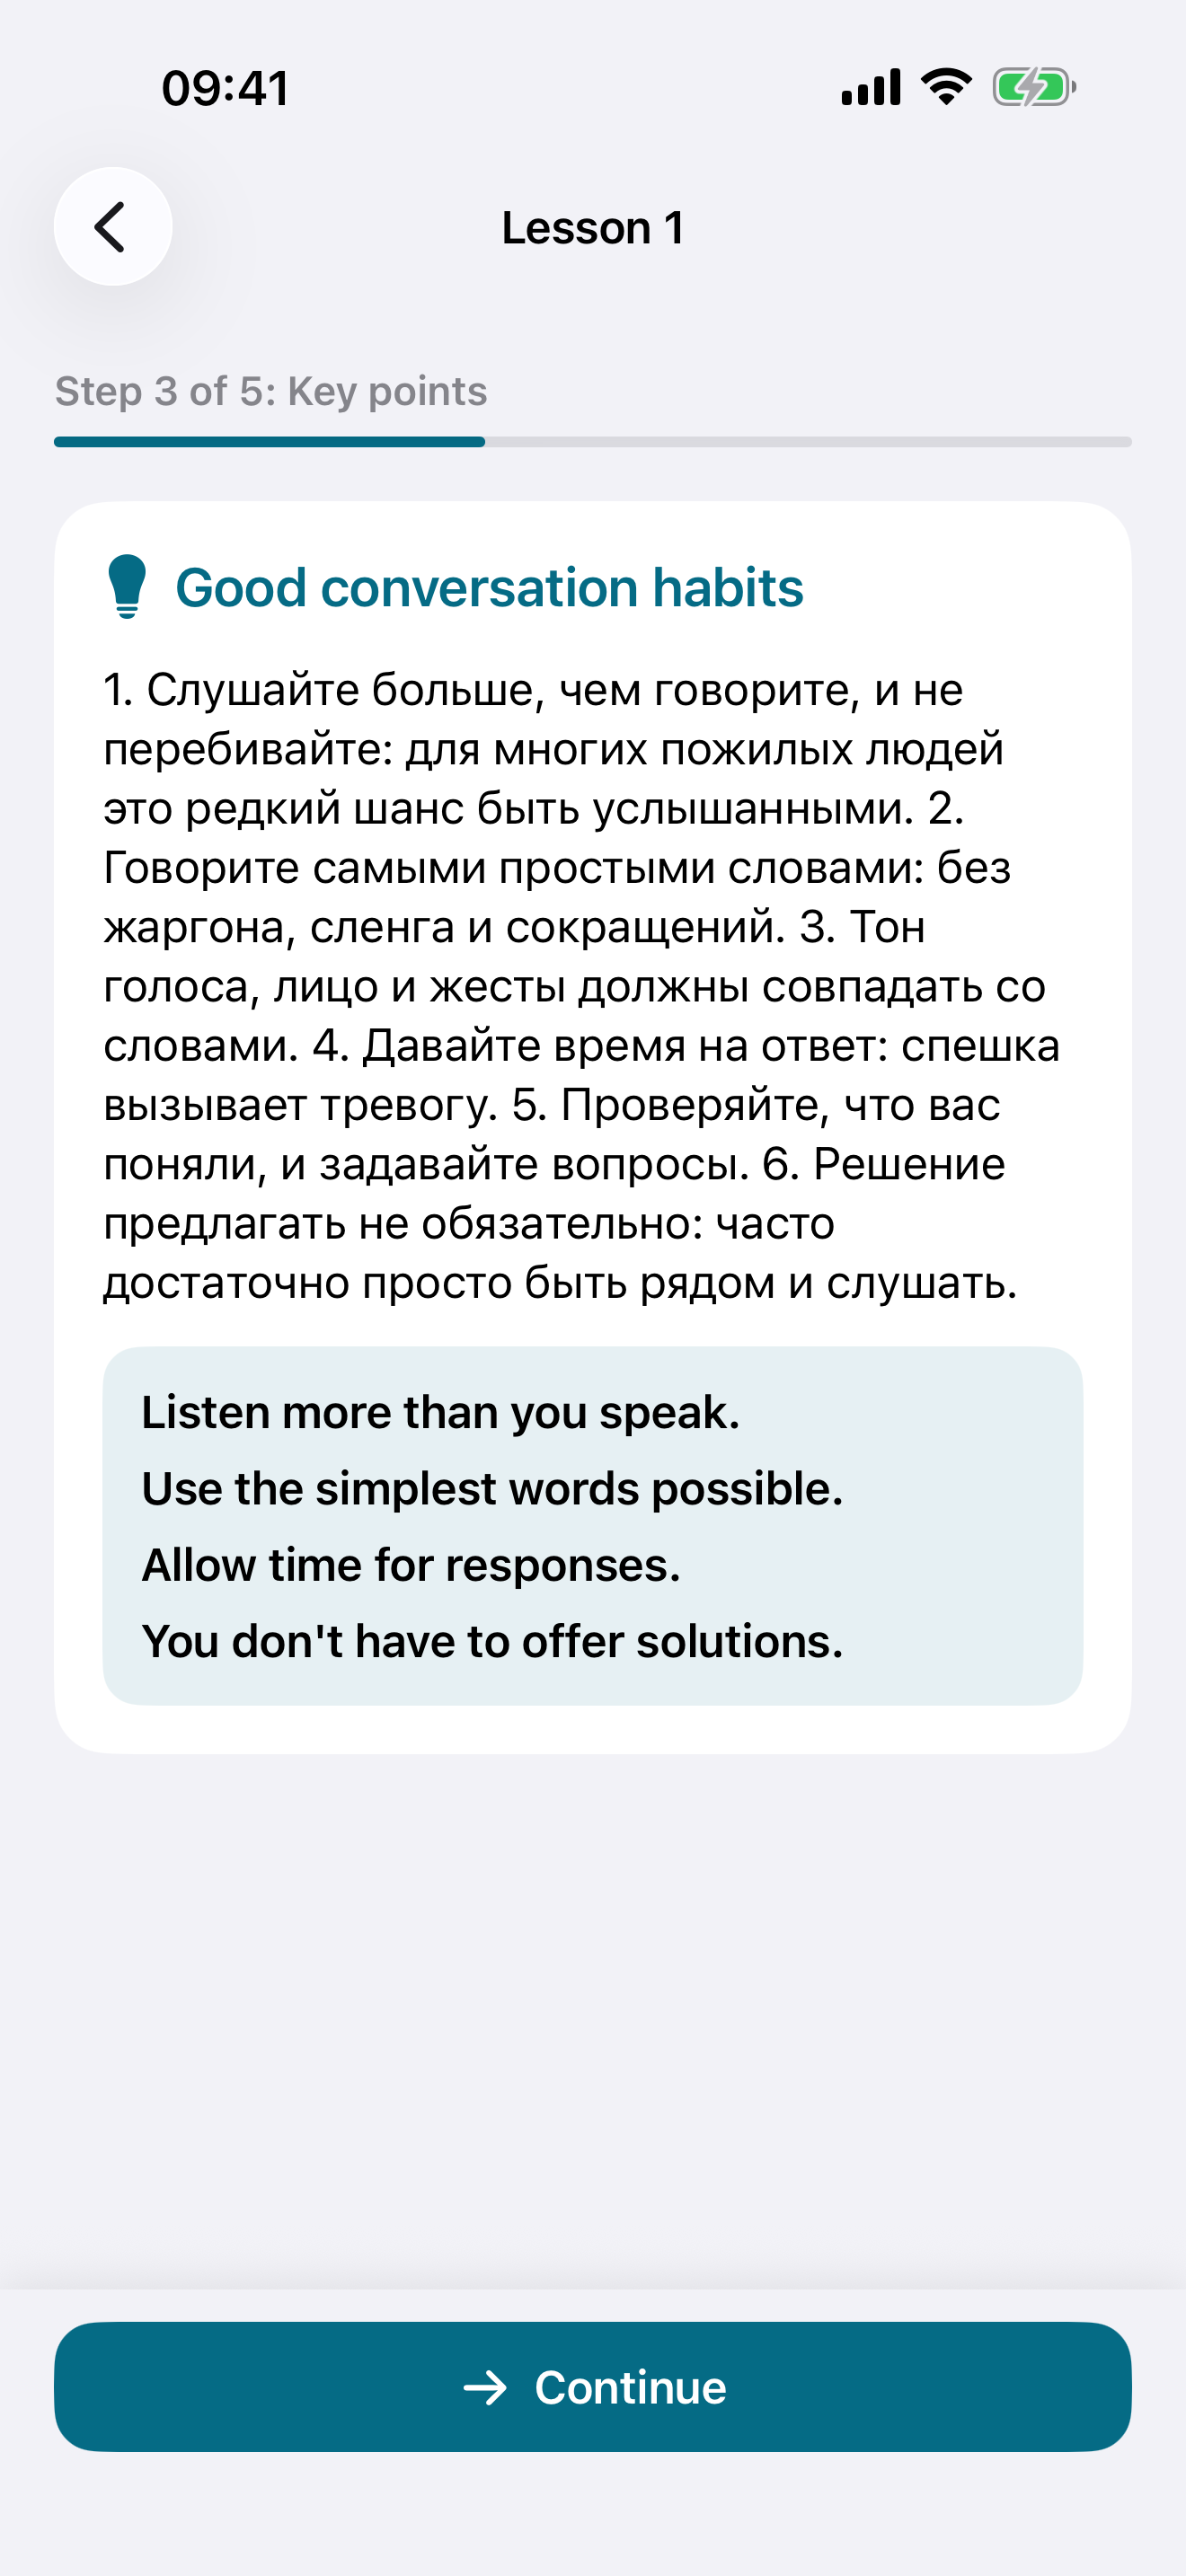 09:41
Lesson 1
Step 3 of 5: Key points
Good conversation habits
1. Слушайте больше, чем говорите, и не
перебивайте: для многих пожилых людей
это редкий шанс быть услышанными. 2.
Говорите самыми простыми словами: без
жаргона, сленга и сокращений. 3. Тон
голоса, лицо и жесты должны совпадать со
словами. 4. Давайте время на ответ: спешка
вызывает тревогу. 5. Проверяйте, что вас
поняли, и задавайте вопросы. 6. Решение
предлагать не обязательно: часто
достаточно просто быть рядом и слушать.
Listen more than you speak.
Use the simplest words possible.
Allow time for responses.
You don't have to offer solutions.
Continue